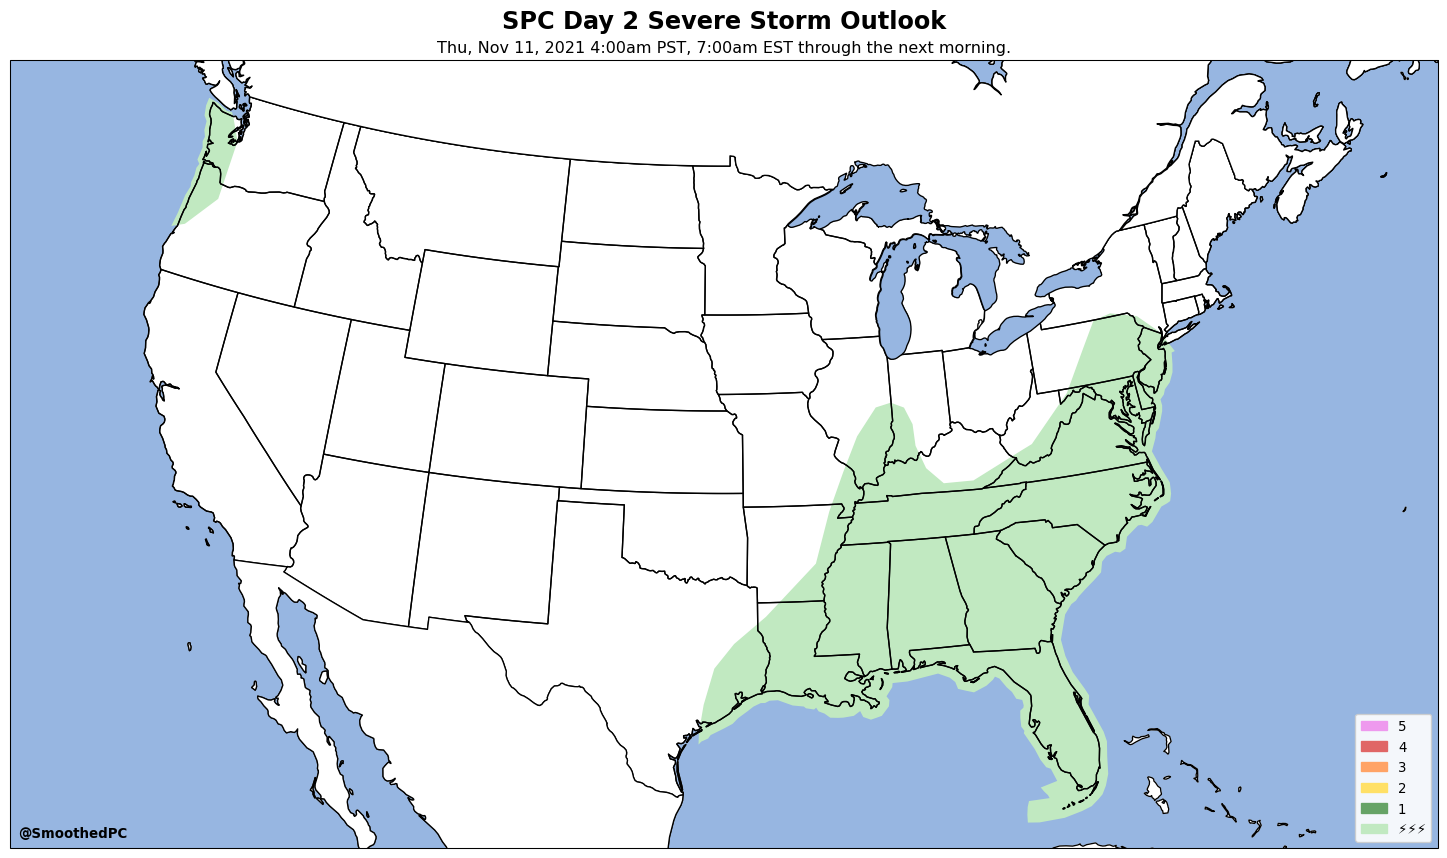 SPC Day 2 Severe Storm Outlook
Thu, Nov 11, 2021 4:00am PST, 7:00am EST through the next morning.
5
4
3
2
1
⚡⚡⚡
@SmoothedPC